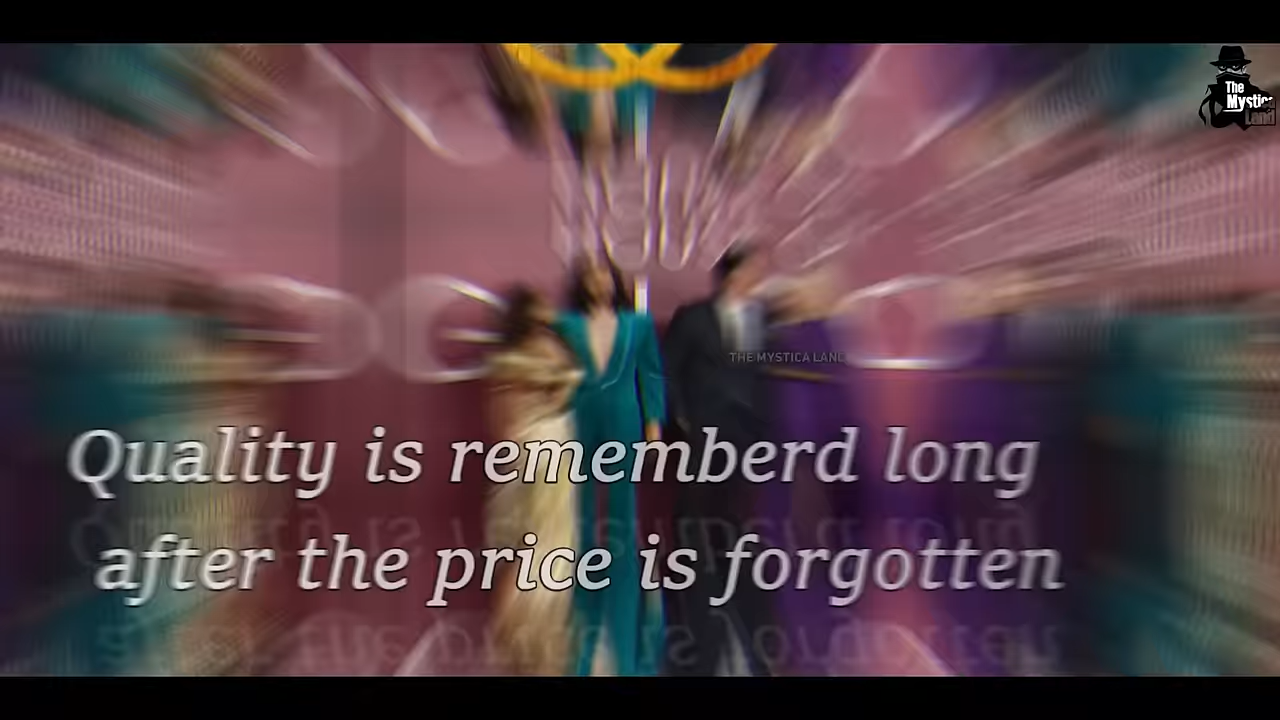 The
Mystica
Land
THE MYSTICA LAND
Quality is rememberd long
after the price is forgotten